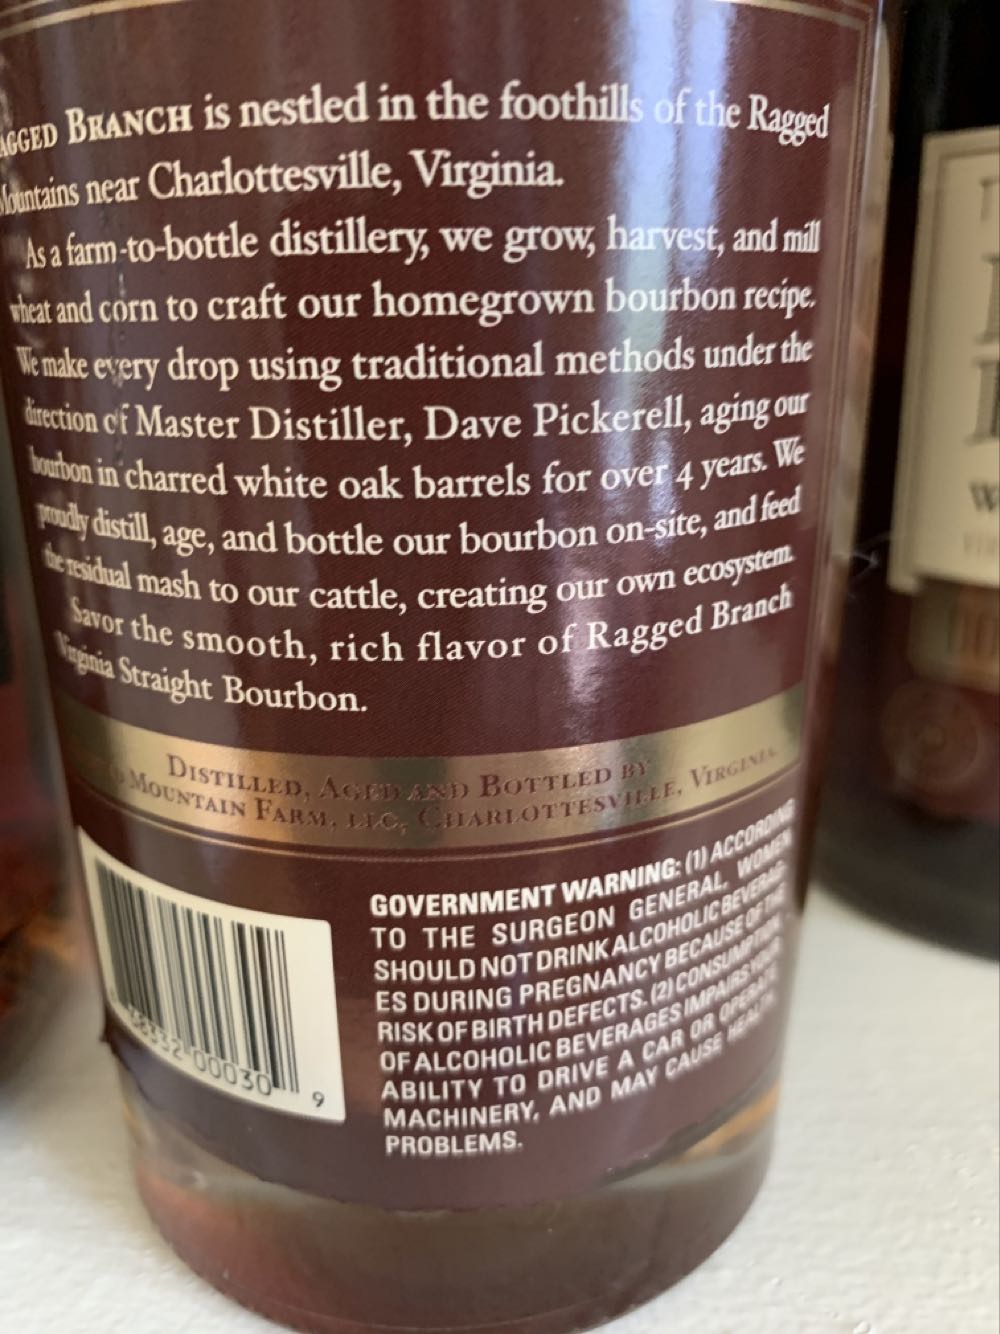 AGGED BRANCH is nestled in the foothills of the Ragged
Mountains near Charlottesville, Virginia.
As a farm-to-bottle distillery, we grow, harvest, and mill
wheat and corn to craft our homegrown bourbon recipe.
We make every drop using traditional methods under the
direction of Master Distiller, Dave Pickerell, aging our
bourbon in charred white oak barrels for over 4 years. We
proudly distill, age, and bottle our bourbon on-site, and feed
the residual mash to our cattle, creating our own ecosystem.
Savor the smooth, rich flavor of Ragged Branch
Virginia Straight Bourbon.
DISTILLED, AGED AND BOTTLED BY
MOUNTAIN FARM, LLC, CHARLOTTESVILLE, VIRGINIA
GOVERNMENT WARNING: (1) ACCORDING
TO THE SURGEON GENERAL, WOMEN
SHOULD NOT DRINK ALCOHOLIC BEVERAG-
ES DURING PREGNANCY BECAUSE OF THE
RISK OF BIRTH DEFECTS. (2) CONSUMPTION
OF ALCOHOLIC BEVERAGES IMPAIRS YOUR
ABILITY TO DRIVE A CAR OR OPERATE
MACHINERY, AND MAY CAUSE HEALTH
PROBLEMS.
38332 00030 9